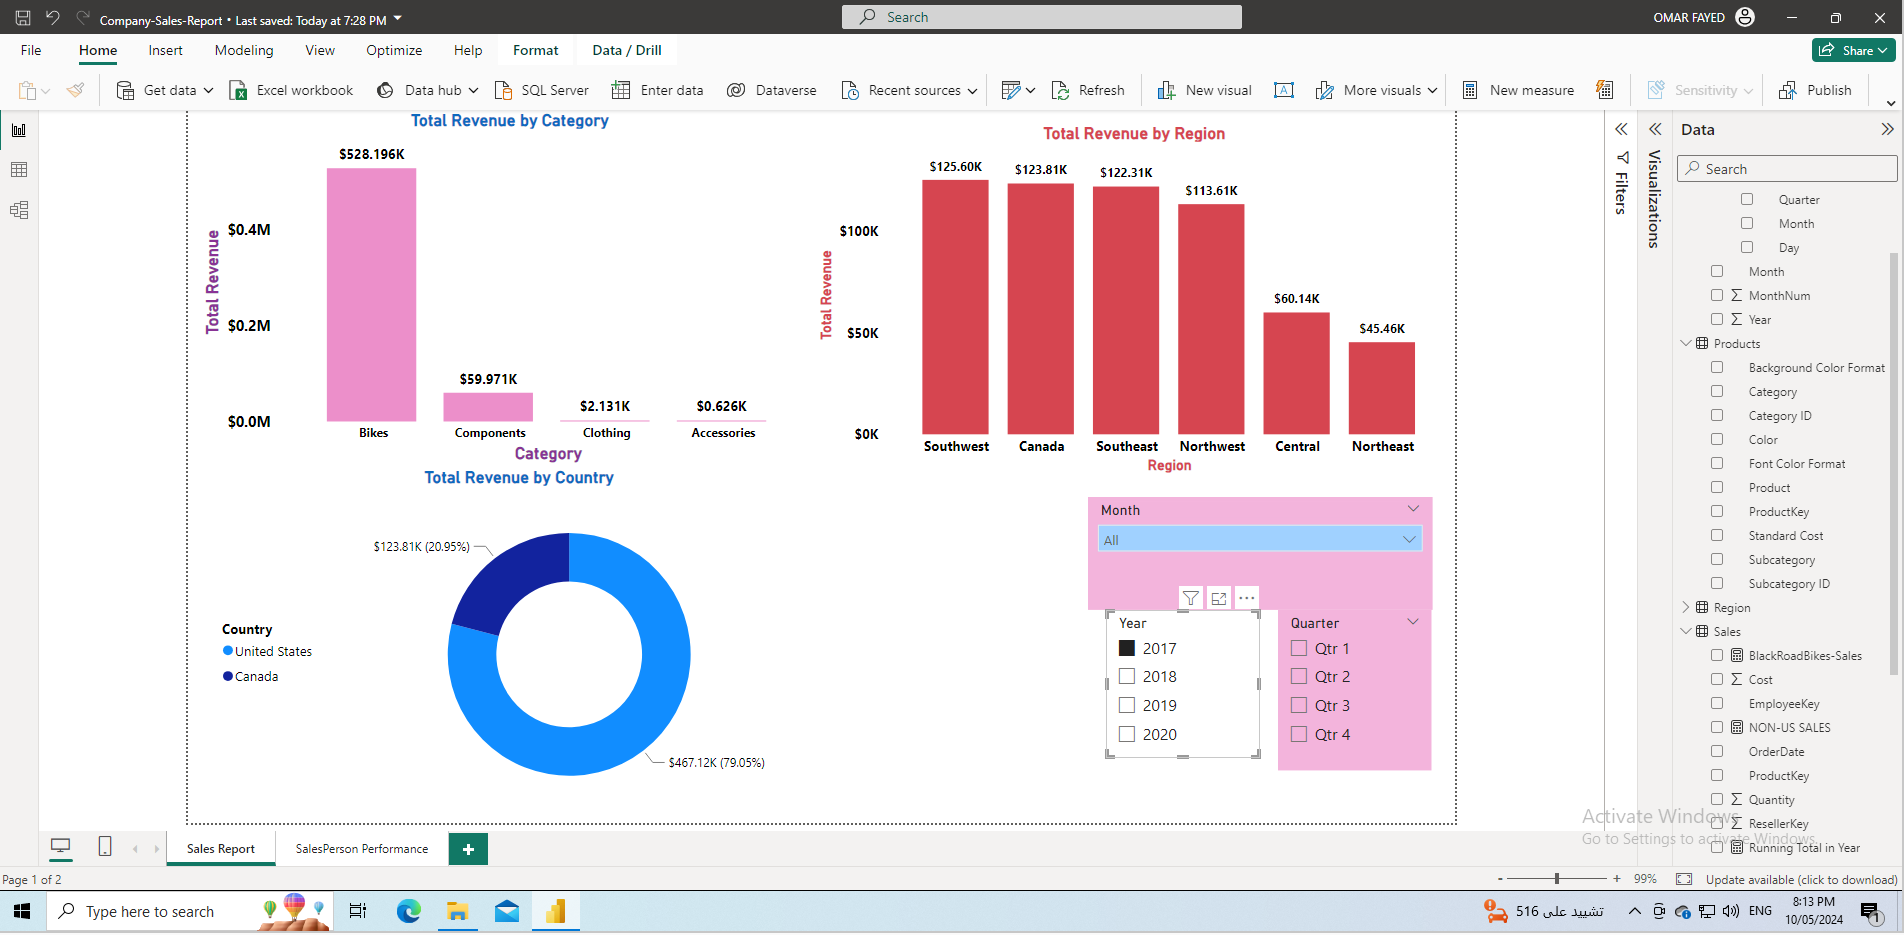 Company-Sales-Report • Last saved: Today at 7:28 PM
Search
OMAR FAYED
File Home Insert Modeling View Optimize Help Format Data / Drill
Share
Get data Excel workbook Data hub SQL Server Enter data Dataverse Recent sources Refresh New visual More visuals New measure Sensitivity Publish
Total Revenue by Category
$528.196K
$59.971K
$2.131K
$0.626K
Total Revenue
$0.4M
$0.2M
$0.0M
Bikes Components Clothing Accessories
Category
Total Revenue by Region
$125.60K
$123.81K
$122.31K
$113.61K
$60.14K
$45.46K
Total Revenue
$100K
$50K
$0K
Southwest Canada Southeast Northwest Central Northeast
Region
Total Revenue by Country
$123.81K (20.95%)
$467.12K (79.05%)
Country
United States
Canada
Month
All
Year
2017
2018
2019
2020
Quarter
Qtr 1
Qtr 2
Qtr 3
Qtr 4
Filters
Visualizations
Data
Search
Quarter
Month
Day
Month
MonthNum
Year
Products
Background Color Format
Category
Category ID
Color
Font Color Format
Product
ProductKey
Standard Cost
Subcategory
Subcategory ID
Region
Sales
BlackRoadBikes-Sales
Cost
EmployeeKey
NON-US SALES
OrderDate
ProductKey
Quantity
ResellerKey
Running Total in Year
Activate Windows
Go to Settings to activate Windows.
Sales Report SalesPerson Performance
Page 1 of 2
99%
Update available (click to download)
Type here to search
تشييد على 516
ENG
8:13 PM
10/05/2024
1